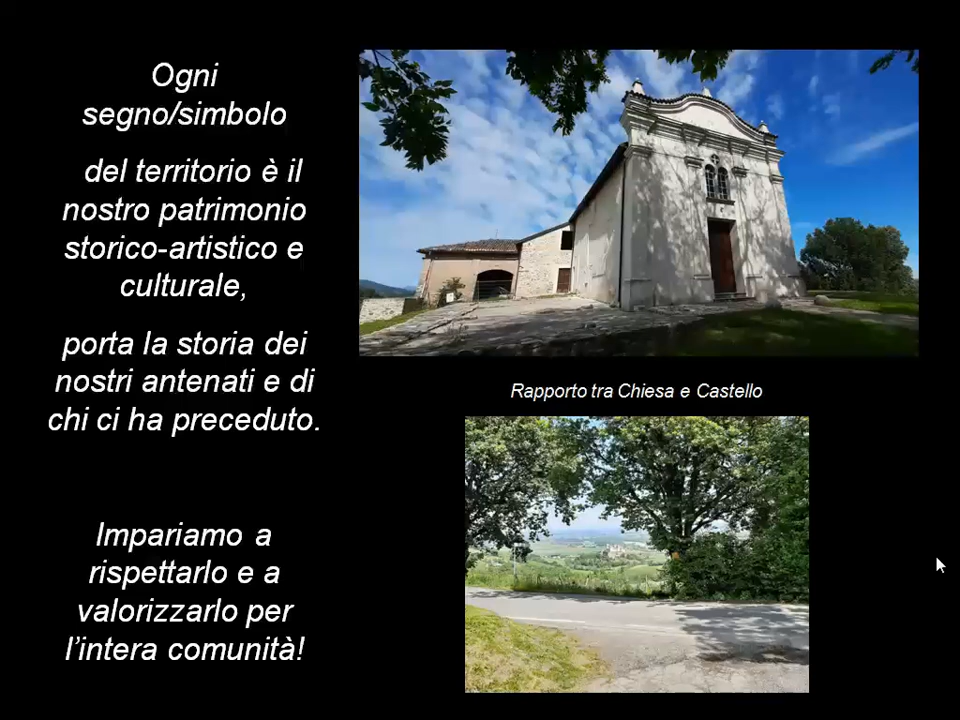 Ogni
segno/simbolo
del territorio è il
nostro patrimonio
storico-artistico e
culturale,
porta la storia dei
nostri antenati e di
chi ci ha preceduto.
Impariamo a
rispettarlo e a
valorizzarlo per
l’intera comunità!
Rapporto tra Chiesa e Castello